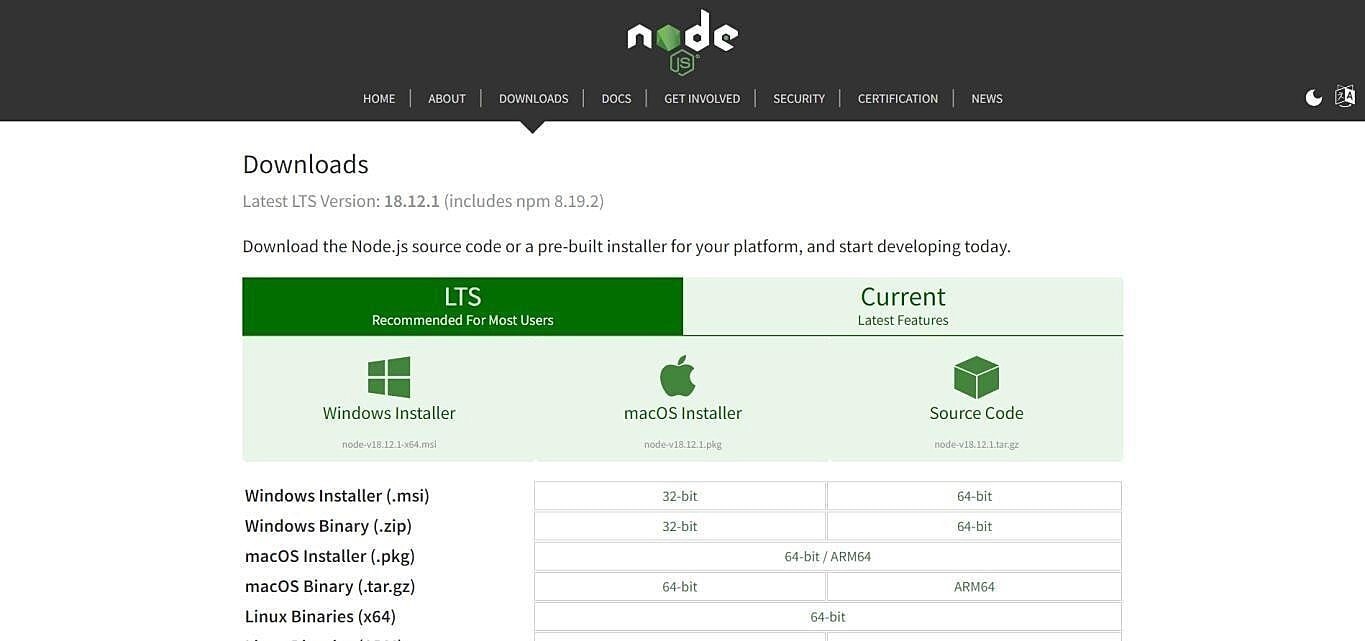 node
JS
HOME
ABOUT
DOWNLOADS
DOCS
GET INVOLVED
SECURITY
CERTIFICATION
NEWS
Downloads
Latest LTS Version: 18.12.1 (includes npm 8.19.2)
Download the Node.js source code or a pre-built installer for your platform, and start developing today.
LTS
Recommended For Most Users
Current
Latest Features
Windows Installer
node-v18.12.1-x64.msi
macOS Installer
node-v18.12.1.pkg
Source Code
node-v18.12.1.tar.gz
Windows Installer (.msi) 32-bit 64-bit
Windows Binary (.zip) 32-bit 64-bit
macOS Installer (.pkg) 64-bit / ARM64
macOS Binary (.tar.gz) 64-bit ARM64
Linux Binaries (x64) 64-bit